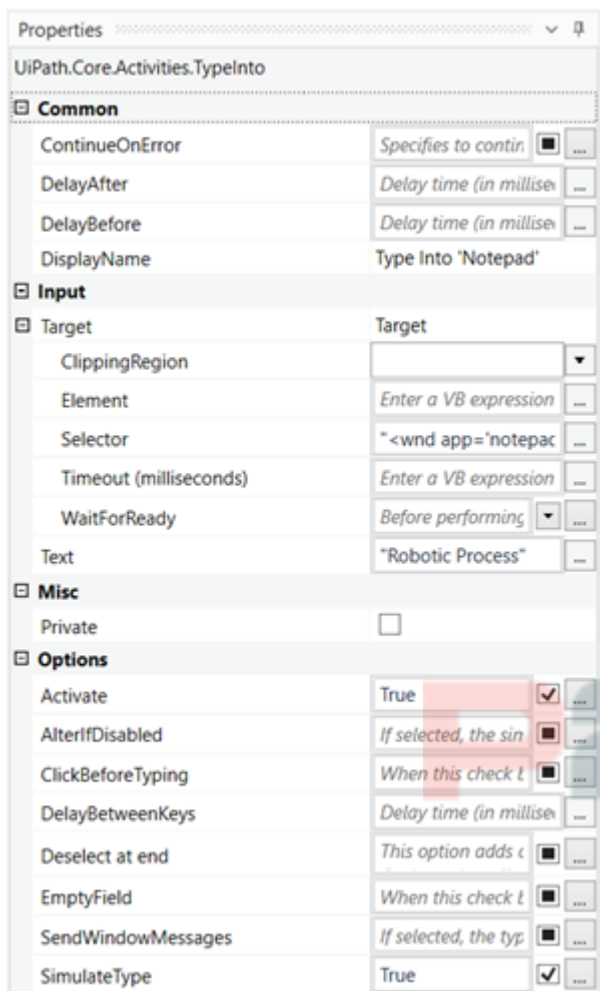 Properties
UiPath.Core.Activities.TypeInto
Common
ContinueOnError Specifies to contin ...
DelayAfter Delay time (in millise ...
DelayBefore Delay time (in millise ...
DisplayName Type Into 'Notepad'
Input
Target Target
ClippingRegion
Element Enter a VB expression ...
Selector "<wnd app='notepad ...
Timeout (milliseconds) Enter a VB expression ...
WaitForReady Before performing ...
Text "Robotic Process" ...
Misc
Private
Options
Activate True ...
AlterIfDisabled If selected, the sin ...
ClickBeforeTyping When this check b ...
DelayBetweenKeys Delay time (in millise ...
Deselect at end This option adds c ...
EmptyField When this check b ...
SendWindowMessages If selected, the typ ...
SimulateType True ...